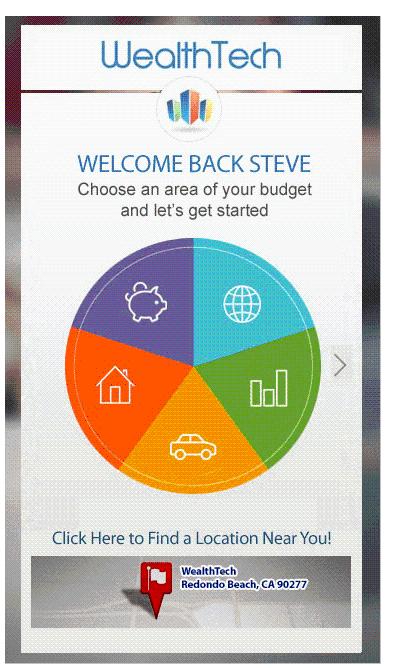 WealthTech
WELCOME BACK STEVE
Choose an area of your budget
and let's get started
Click Here to Find a Location Near You!
WealthTech
Redondo Beach, CA 90277